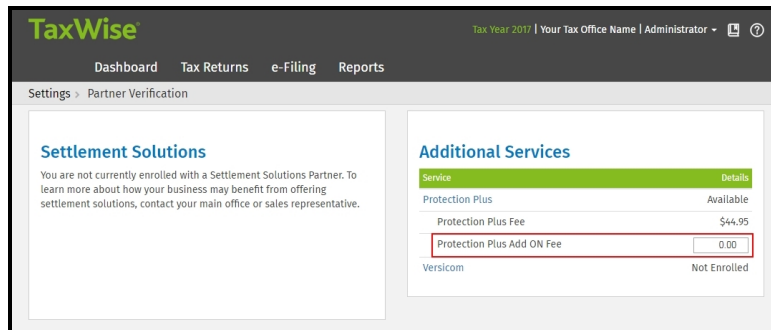 TaxWise
Tax Year 2017 | Your Tax Office Name | Administrator
Dashboard Tax Returns e-Filing Reports
Settings > Partner Verification
Settlement Solutions
You are not currently enrolled with a Settlement Solutions Partner. To
learn more about how your business may benefit from offering
settlement solutions, contact your main office or sales representative.
Additional Services
Service Details
Protection Plus Available
Protection Plus Fee $44.95
Protection Plus Add ON Fee 0.00
Versicom Not Enrolled